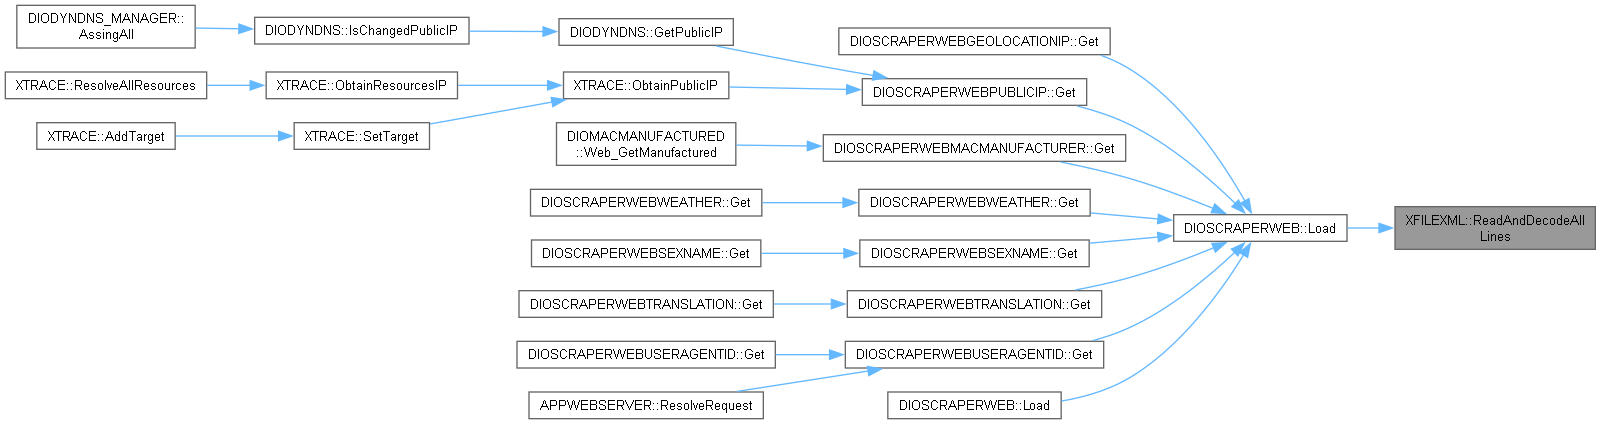 DIODYNDNS_MANAGER::
AssingAll
DIODYNDNS::IsChangedPublicIP
DIODYNDNS::GetPublicIP
DIOSCRAPERWEBGEOLOCATIONIP::Get
XTRACE::ResolveAllResources
XTRACE::ObtainResourcesIP
XTRACE::ObtainPublicIP
DIOSCRAPERWEBPUBLICIP::Get
XTRACE::AddTarget
XTRACE::SetTarget
DIOMACMANUFACTURED
::Web_GetManufactured
DIOSCRAPERWEBMACMANUFACTURER::Get
DIOSCRAPERWEBWEATHER::Get
DIOSCRAPERWEBWEATHER::Get
DIOSCRAPERWEB::Load
XFILEXML::ReadAndDecodeAll
Lines
DIOSCRAPERWEBSEXNAME::Get
DIOSCRAPERWEBSEXNAME::Get
DIOSCRAPERWEBTRANSLATION::Get
DIOSCRAPERWEBTRANSLATION::Get
DIOSCRAPERWEBUSERAGENTID::Get
DIOSCRAPERWEBUSERAGENTID::Get
APPWEBSERVER::ResolveRequest
DIOSCRAPERWEB::Load